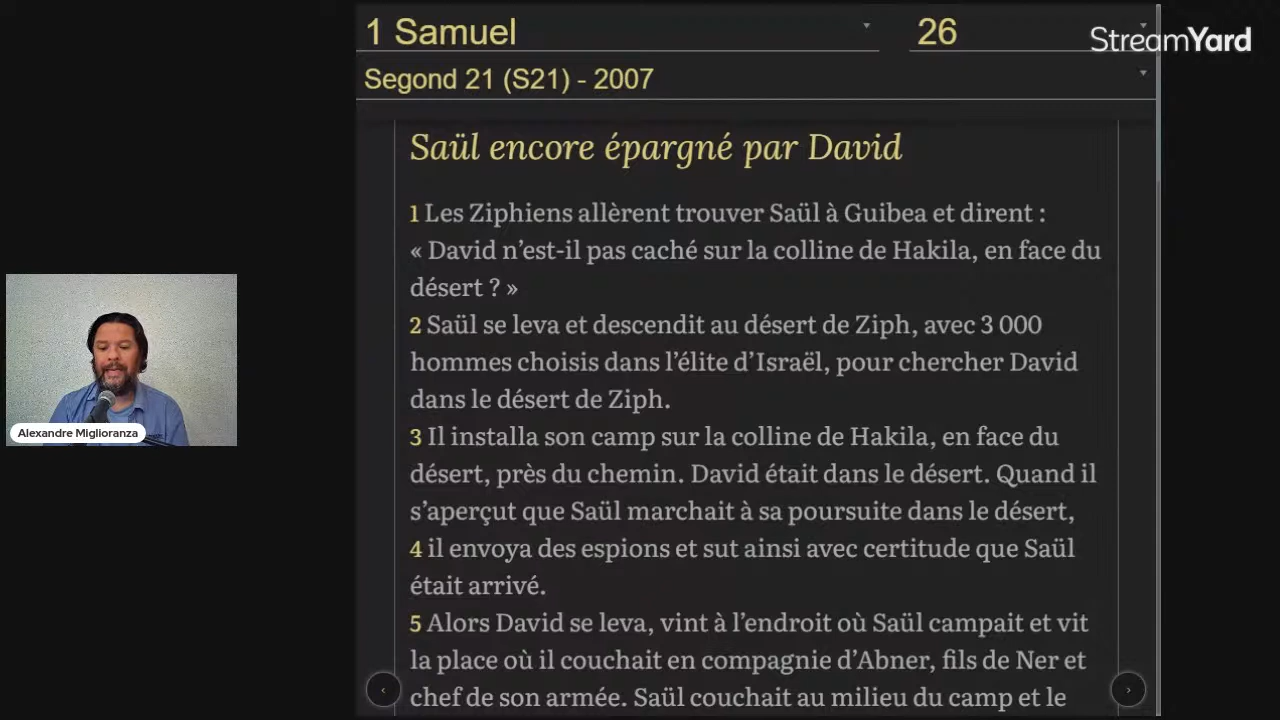 1 Samuel
26
StreamYard
Segond 21 (S21) - 2007
Saül encore épargné par David
1 Les Ziphiens allèrent trouver Saül à Guibea et dirent :
« David n’est-il pas caché sur la colline de Hakila, en face du
désert ? »
2 Saül se leva et descendit au désert de Ziph, avec 3 000
hommes choisis dans l’élite d’Israël, pour chercher David
dans le désert de Ziph.
3 Il installa son camp sur la colline de Hakila, en face du
désert, près du chemin. David était dans le désert. Quand il
s’aperçut que Saül marchait à sa poursuite dans le désert,
4 il envoya des espions et sut ainsi avec certitude que Saül
était arrivé.
5 Alors David se leva, vint à l’endroit où Saül campait et vit
la place où il couchait en compagnie d’Abner, fils de Ner et
chef de son armée. Saül couchait au milieu du camp et le
Alexandre Miglioranza